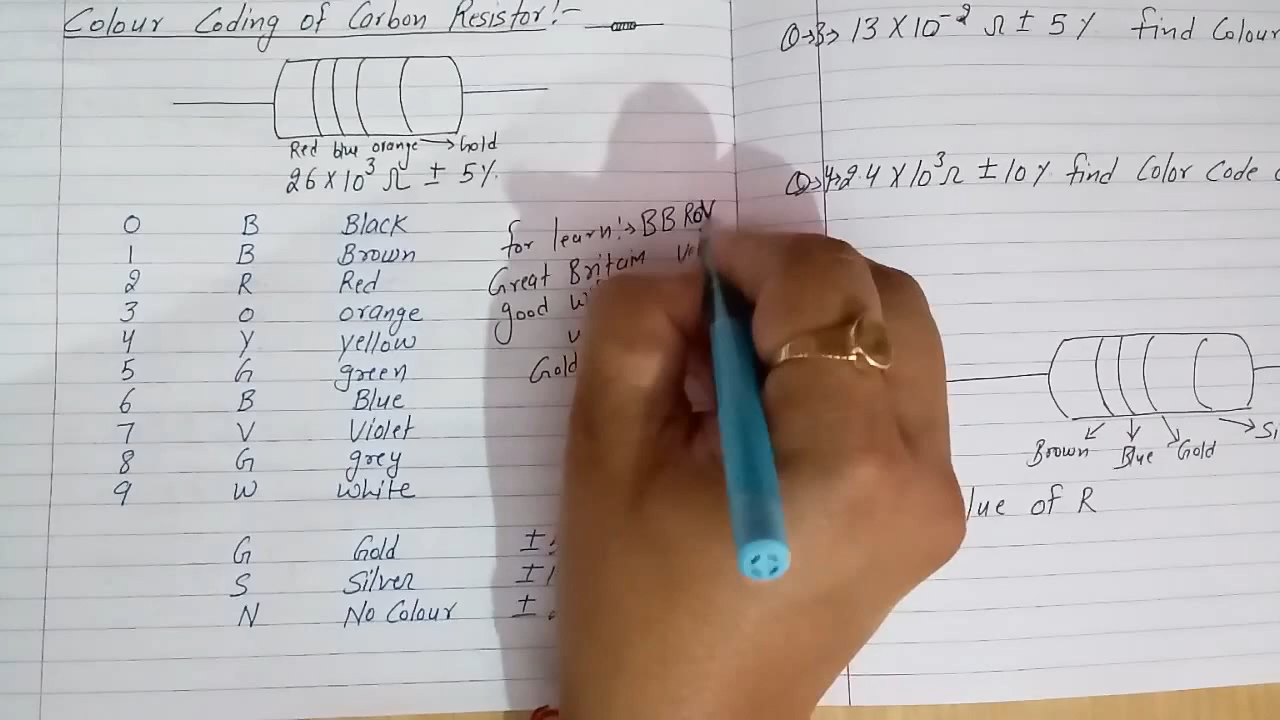 Colour Coding of Carbon Resistor:-
Red blue orange → Gold
26 X 10³ Ω ± 5%
0 B Black
1 B Brown
2 R Red
3 O orange
4 Y yellow
5 G green
6 B Blue
7 V Violet
8 G grey
9 W White
G Gold ±
S Silver ±
N No Colour ±
for learn:→ BB ROY
Great Britain
good
Gold
Q→3→ 13 X 10⁻² Ω ± 5% find Colour
Q→4→2.4 X 10³ Ω ± 10% find Color Code
Brown Blue Gold
of R